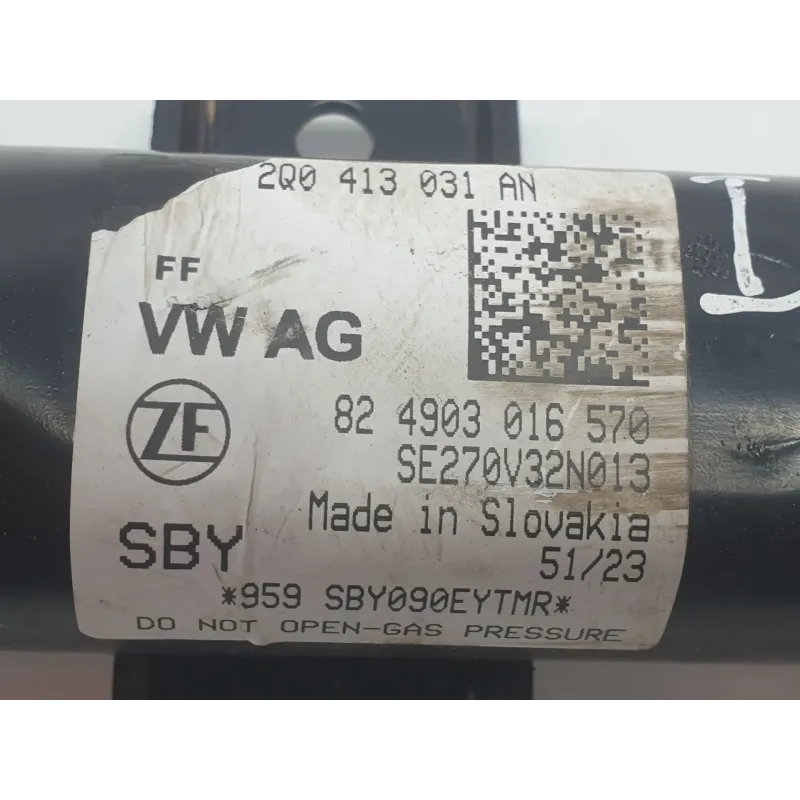 2Q0 413 031 AN
FF
VW AG
ZF
82 4903 016 570
SE270V32N013
Made in Slovakia
SBY
51/23
*959 SBY090EYTMR*
DO NOT OPEN-GAS PRESSURE